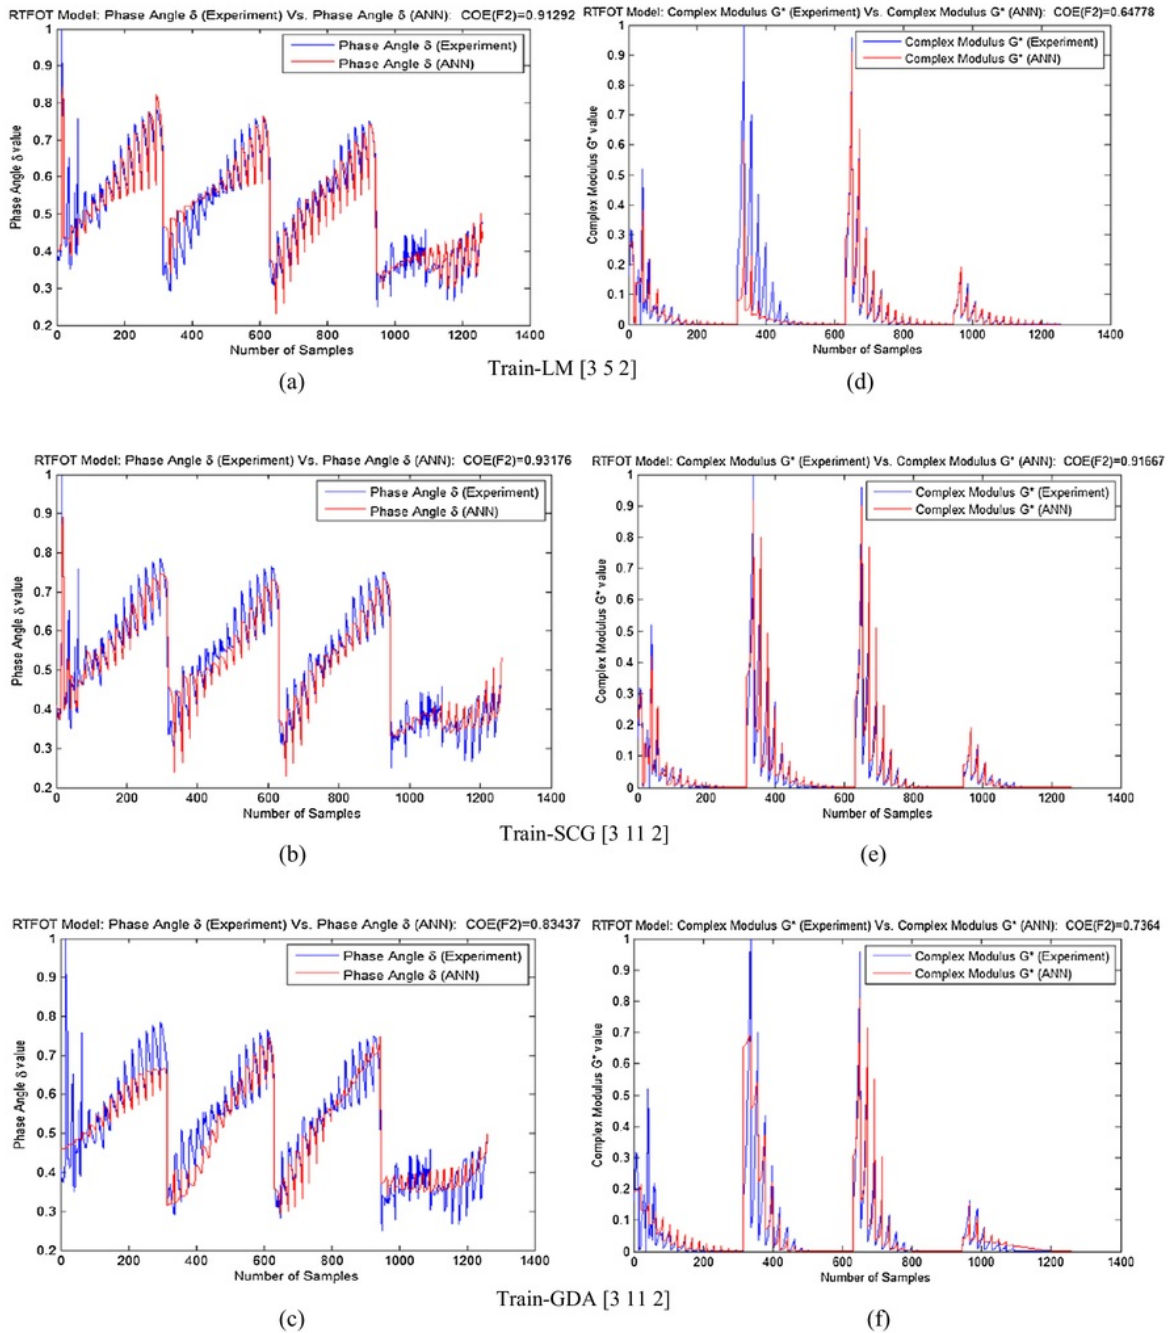 RTFOT Model: Phase Angle δ (Experiment) Vs. Phase Angle δ (ANN): COE(F2)=0.91292
Phase Angle δ (Experiment)
Phase Angle δ (ANN)
Phase Angle δ value
1
0.9
0.8
0.7
0.6
0.5
0.4
0.3
0.2
0 200 400 600 800 1000 1200 1400
Number of Samples
(a)
RTFOT Model: Complex Modulus G* (Experiment) Vs. Complex Modulus G* (ANN): COE(F2)=0.64778
Complex Modulus G* (Experiment)
Complex Modulus G* (ANN)
Complex Modulus G* value
1
0.9
0.8
0.7
0.6
0.5
0.4
0.3
0.2
0.1
0
0 200 400 600 800 1000 1200 1400
Number of Samples
(d)
Train-LM [3 5 2]
RTFOT Model: Phase Angle δ (Experiment) Vs. Phase Angle δ (ANN): COE(F2)=0.93176
Phase Angle δ (Experiment)
Phase Angle δ (ANN)
Phase Angle δ value
1
0.9
0.8
0.7
0.6
0.5
0.4
0.3
0.2
0 200 400 600 800 1000 1200 1400
Number of Samples
(b)
RTFOT Model: Complex Modulus G* (Experiment) Vs. Complex Modulus G* (ANN): COE(F2)=0.91667
Complex Modulus G* (Experiment)
Complex Modulus G* (ANN)
Complex Modulus G* value
1
0.9
0.8
0.7
0.6
0.5
0.4
0.3
0.2
0.1
0
0 200 400 600 800 1000 1200 1400
Number of Samples
(e)
Train-SCG [3 11 2]
RTFOT Model: Phase Angle δ (Experiment) Vs. Phase Angle δ (ANN): COE(F2)=0.83437
Phase Angle δ (Experiment)
Phase Angle δ (ANN)
Phase Angle δ value
1
0.9
0.8
0.7
0.6
0.5
0.4
0.3
0.2
0 200 400 600 800 1000 1200 1400
Number of Samples
(c)
RTFOT Model: Complex Modulus G* (Experiment) Vs. Complex Modulus G* (ANN): COE(F2)=0.7364
Complex Modulus G* (Experiment)
Complex Modulus G* (ANN)
Complex Modulus G* value
1
0.9
0.8
0.7
0.6
0.5
0.4
0.3
0.2
0.1
0
0 200 400 600 800 1000 1200 1400
Number of Samples
(f)
Train-GDA [3 11 2]